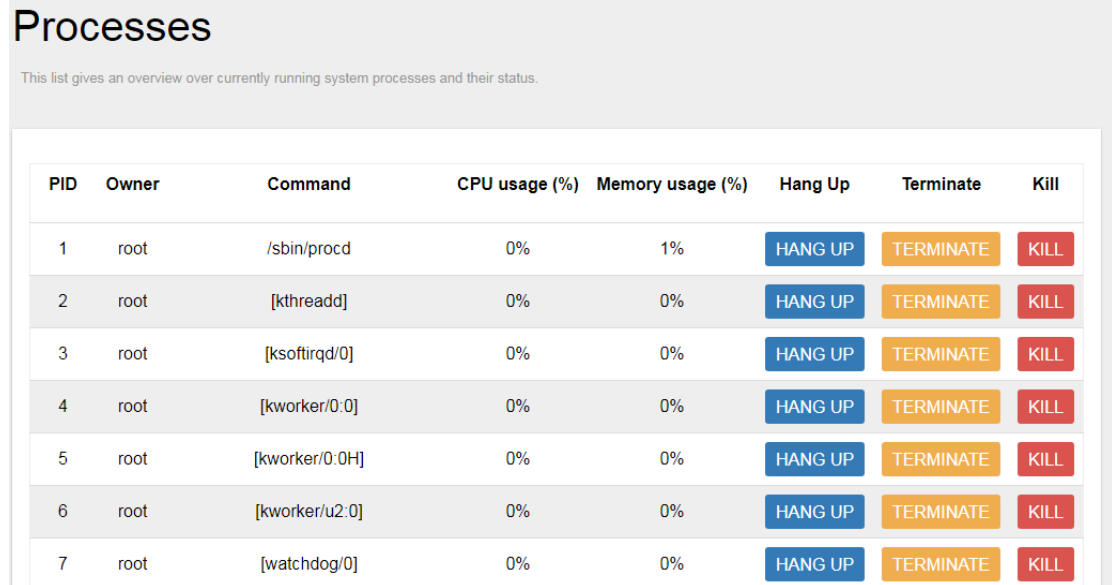 Processes
This list gives an overview over currently running system processes and their status.
PID Owner Command CPU usage (%) Memory usage (%) Hang Up Terminate Kill
1 root /sbin/procd 0% 1% HANG UP TERMINATE KILL
2 root [kthreadd] 0% 0% HANG UP TERMINATE KILL
3 root [ksoftirqd/0] 0% 0% HANG UP TERMINATE KILL
4 root [kworker/0:0] 0% 0% HANG UP TERMINATE KILL
5 root [kworker/0:0H] 0% 0% HANG UP TERMINATE KILL
6 root [kworker/u2:0] 0% 0% HANG UP TERMINATE KILL
7 root [watchdog/0] 0% 0% HANG UP TERMINATE KILL